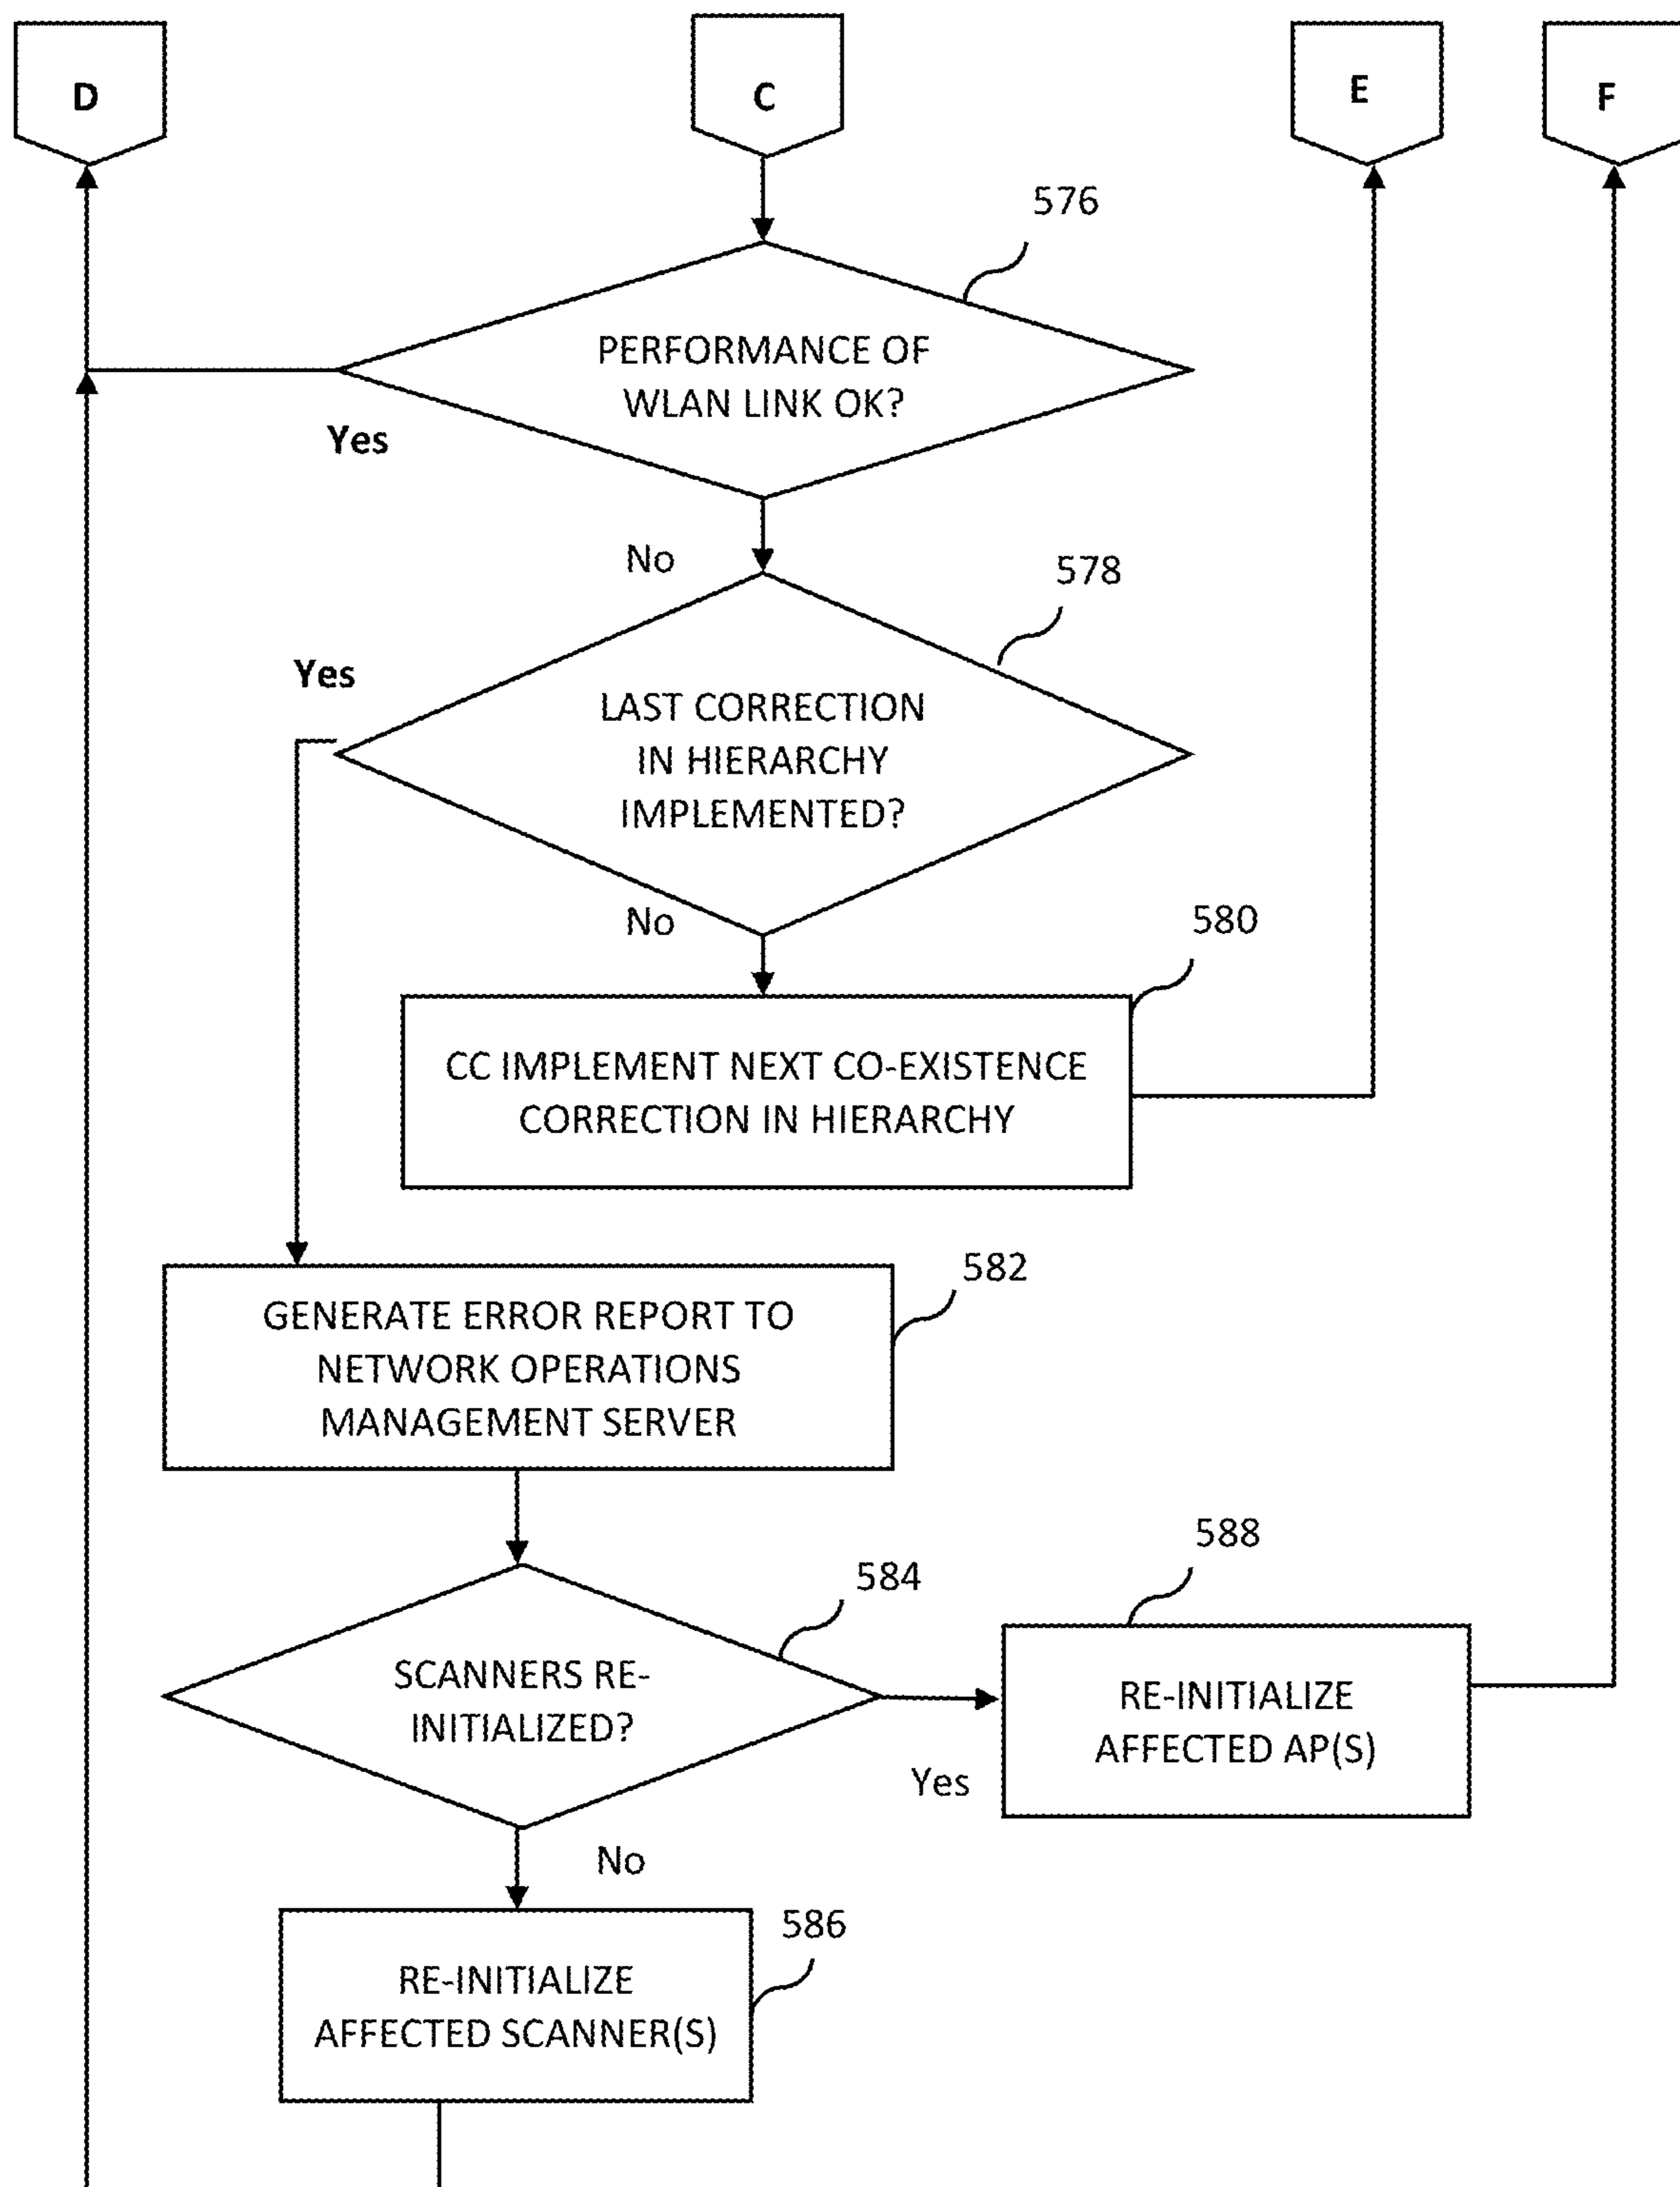 D
C
E
F
576
PERFORMANCE OF
WLAN LINK OK?
Yes
No
578
Yes
LAST CORRECTION
IN HIERARCHY
IMPLEMENTED?
No
580
CC IMPLEMENT NEXT CO-EXISTENCE
CORRECTION IN HIERARCHY
582
GENERATE ERROR REPORT TO
NETWORK OPERATIONS
MANAGEMENT SERVER
588
584
SCANNERS RE-
INITIALIZED?
RE-INITIALIZE
AFFECTED AP(S)
Yes
No
586
RE-INITIALIZE
AFFECTED SCANNER(S)